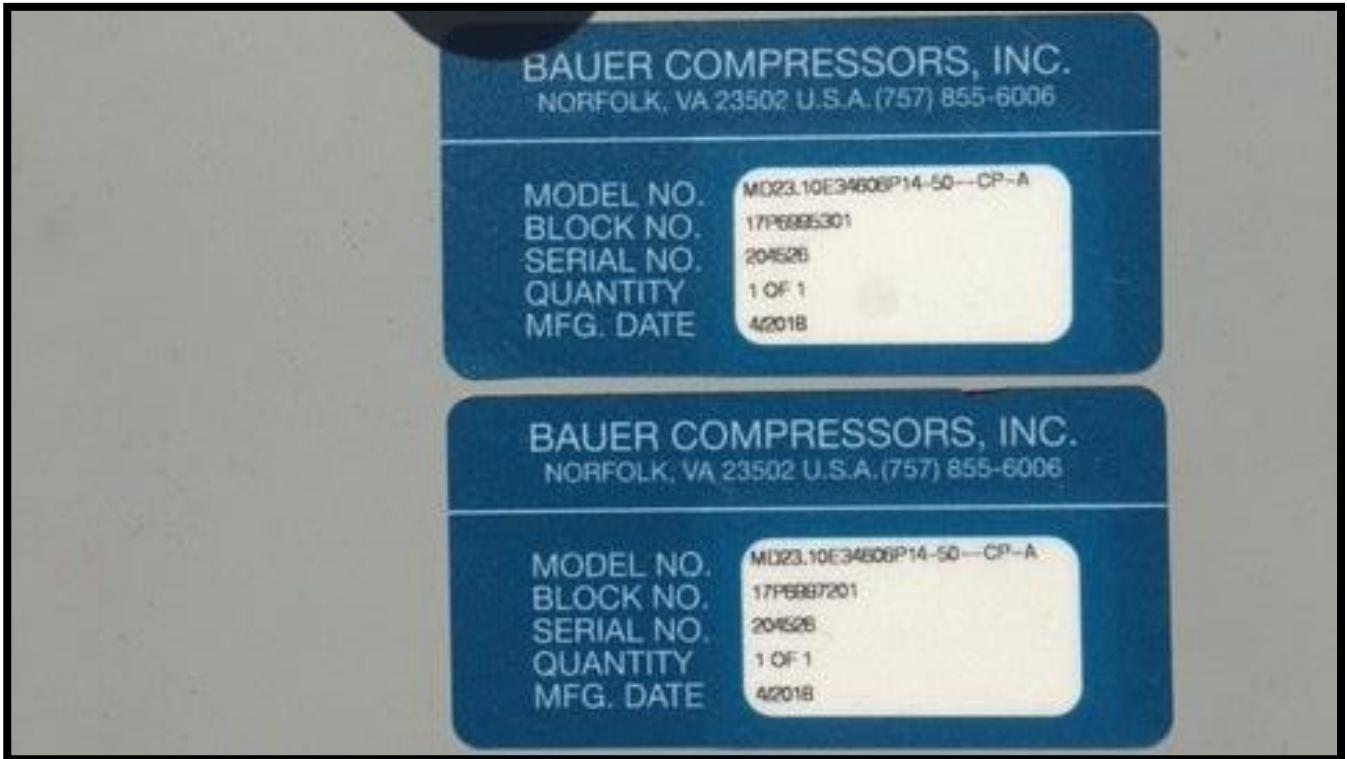 BAUER COMPRESSORS, INC.
NORFOLK, VA 23502 U.S.A. (757) 855-6006
MODEL NO. MD23.10E34606P14-50--CP-A
BLOCK NO. 17P6995301
SERIAL NO. 204526
QUANTITY 1 OF 1
MFG. DATE 4/2018
BAUER COMPRESSORS, INC.
NORFOLK, VA 23502 U.S.A. (757) 855-6006
MODEL NO. MD23.10E34606P14-50--CP-A
BLOCK NO. 17P6997201
SERIAL NO. 204526
QUANTITY 1 OF 1
MFG. DATE 4/2018